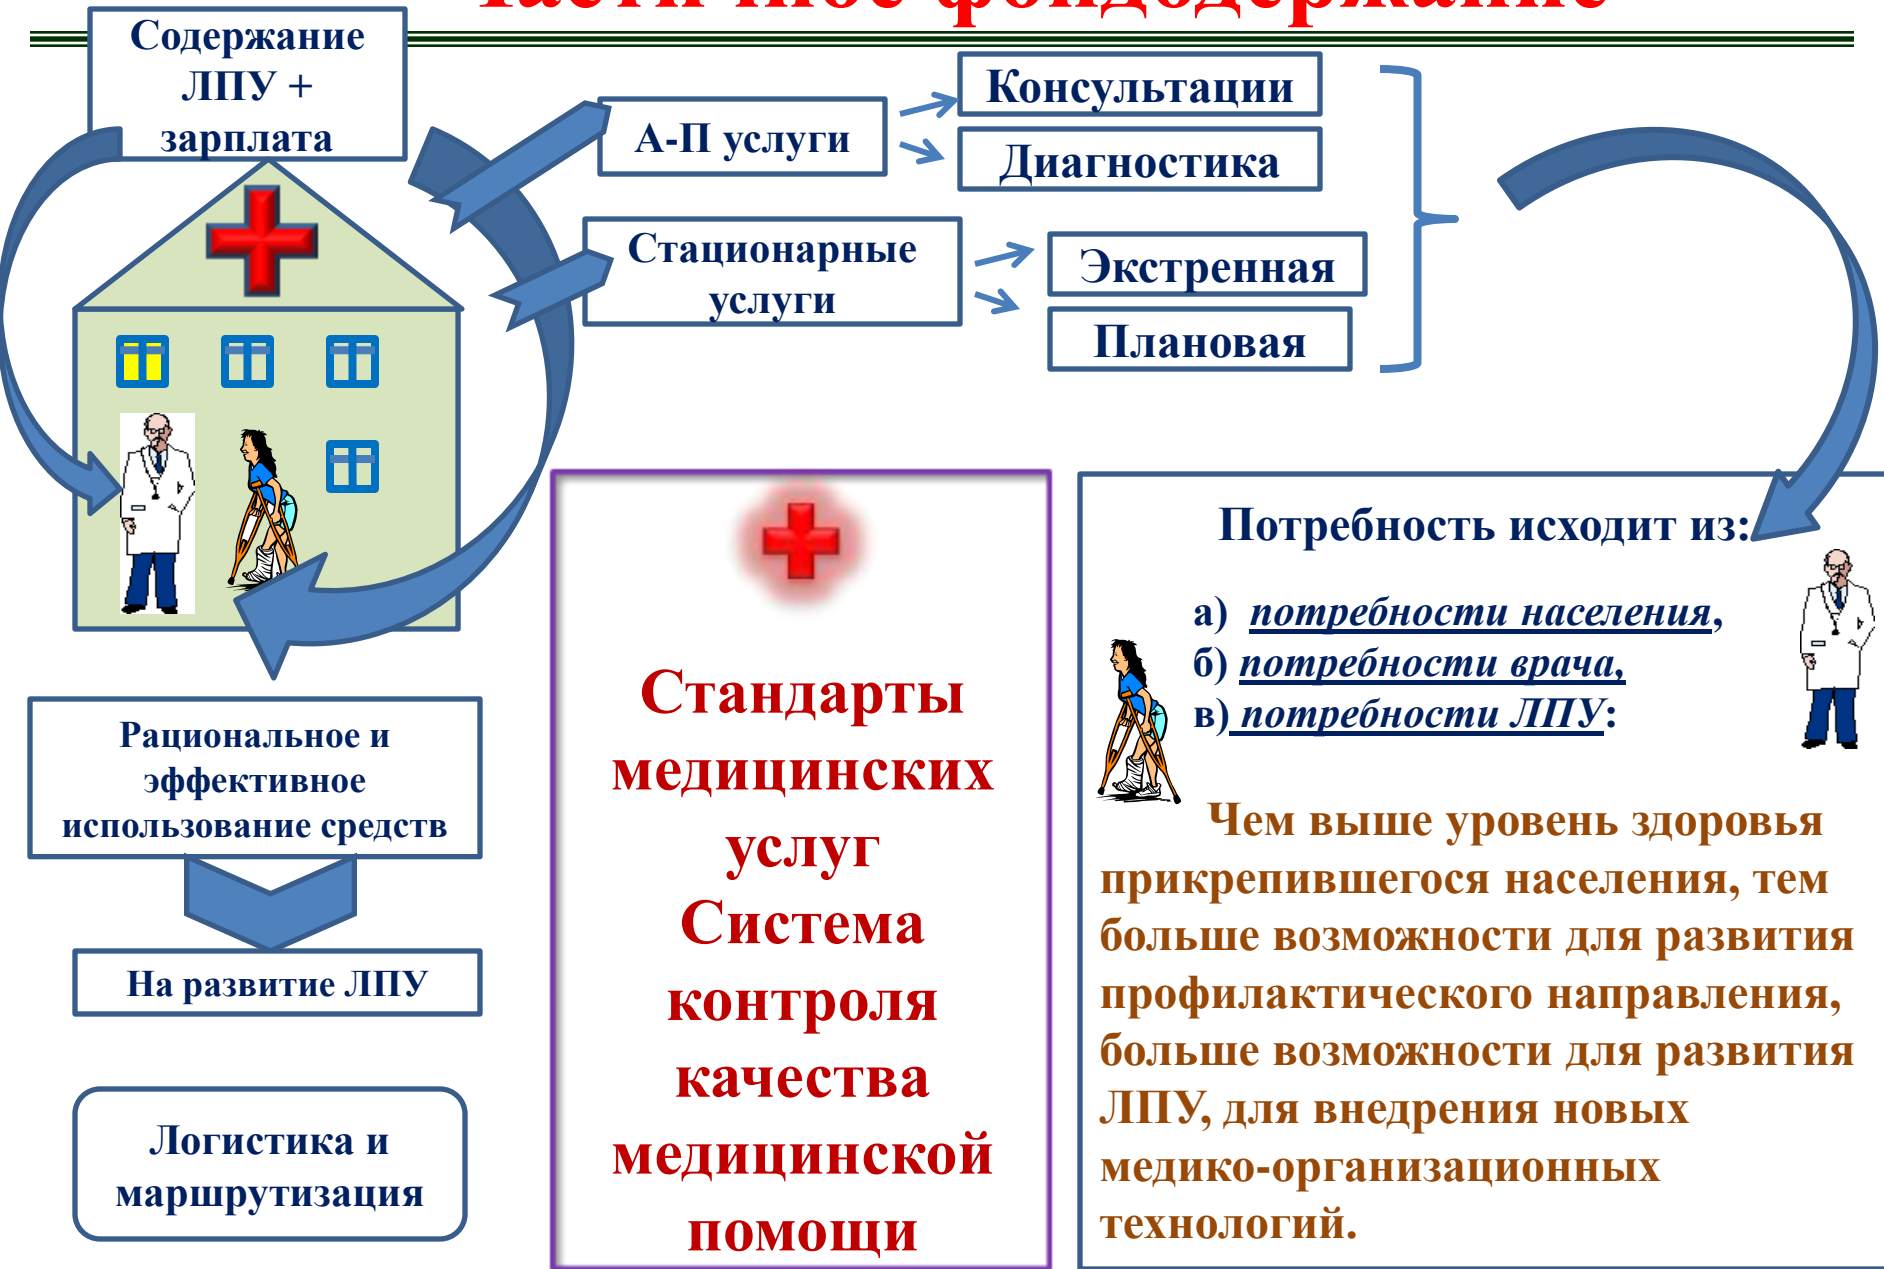 Частичное фондодержание
Содержание
ЛПУ +
зарплата
А-П услуги
Консультации
Диагностика
Стационарные
услуги
Экстренная
Плановая
Рациональное и
эффективное
использование средств
На развитие ЛПУ
Логистика и
маршрутизация
Стандарты
медицинских
услуг
Система
контроля
качества
медицинской
помощи
Потребность исходит из:
а) потребности населения,
б) потребности врача,
в) потребности ЛПУ:
Чем выше уровень здоровья
прикрепившегося населения, тем
больше возможности для развития
профилактического направления,
больше возможности для развития
ЛПУ, для внедрения новых
медико-организационных
технологий.